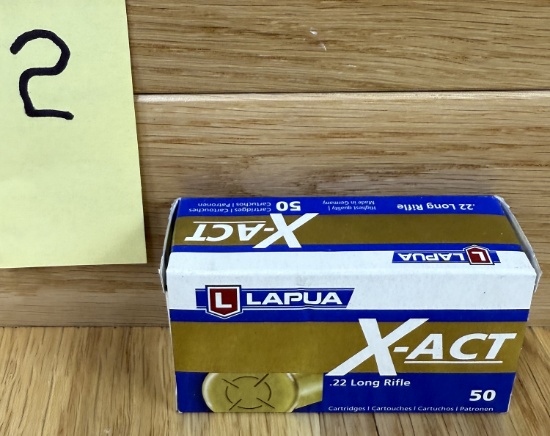 2
50
Cartridges | Cartouches
Cartuchos | Patronen
Highest quality |
Made in Germany
.22 Long Rifle
X-ACT
LAPUA
L LAPUA
X-ACT
.22 Long Rifle
50
Cartridges | Cartouches | Cartuchos | Patronen